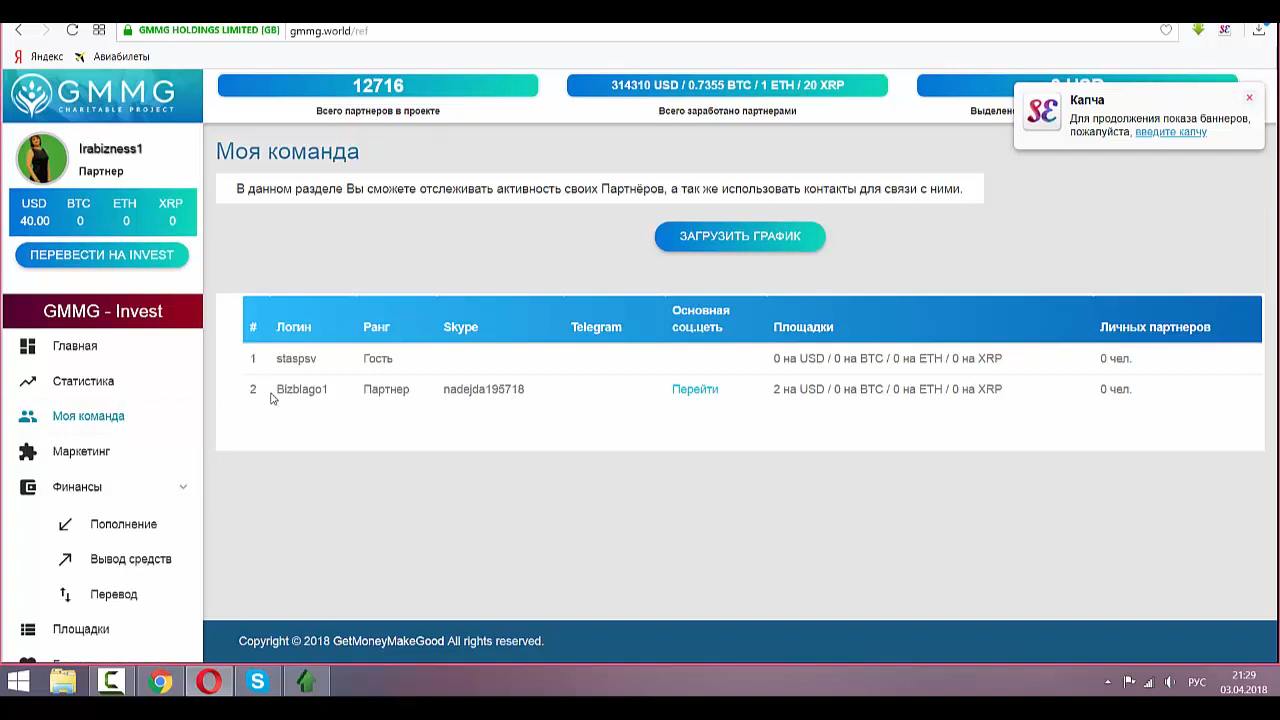 GMMG HOLDINGS LIMITED (GB)
gmmg.world/ref
Яндекс
Авиабилеты
GMMG
CHARITABLE PROJECT
12716
Всего партнеров в проекте
314310 USD / 0.7355 BTC / 1 ETH / 20 XRP
Всего заработано партнерами
Капча
Для продолжения показа баннеров,
пожалуйста, введите капчу
Irabizness1
Партнер
USD BTC ETH XRP
40.00 0 0 0
ПЕРЕВЕСТИ НА INVEST
GMMG - Invest
Главная
Статистика
Моя команда
Маркетинг
Финансы
Пополнение
Вывод средств
Перевод
Площадки
Моя команда
В данном разделе Вы сможете отслеживать активность своих Партнёров, а так же использовать контакты для связи с ними.
ЗАГРУЗИТЬ ГРАФИК
# Логин Ранг Skype Telegram Основная соц.цеть Площадки Личных партнеров
1 staspsv Гость 0 на USD / 0 на BTC / 0 на ETH / 0 на XRP 0 чел.
2 Bizblago1 Партнер nadejda195718 Перейти 2 на USD / 0 на BTC / 0 на ETH / 0 на XRP 0 чел.
Copyright © 2018 GetMoneyMakeGood All rights reserved.
РУС
21:29
03.04.2018